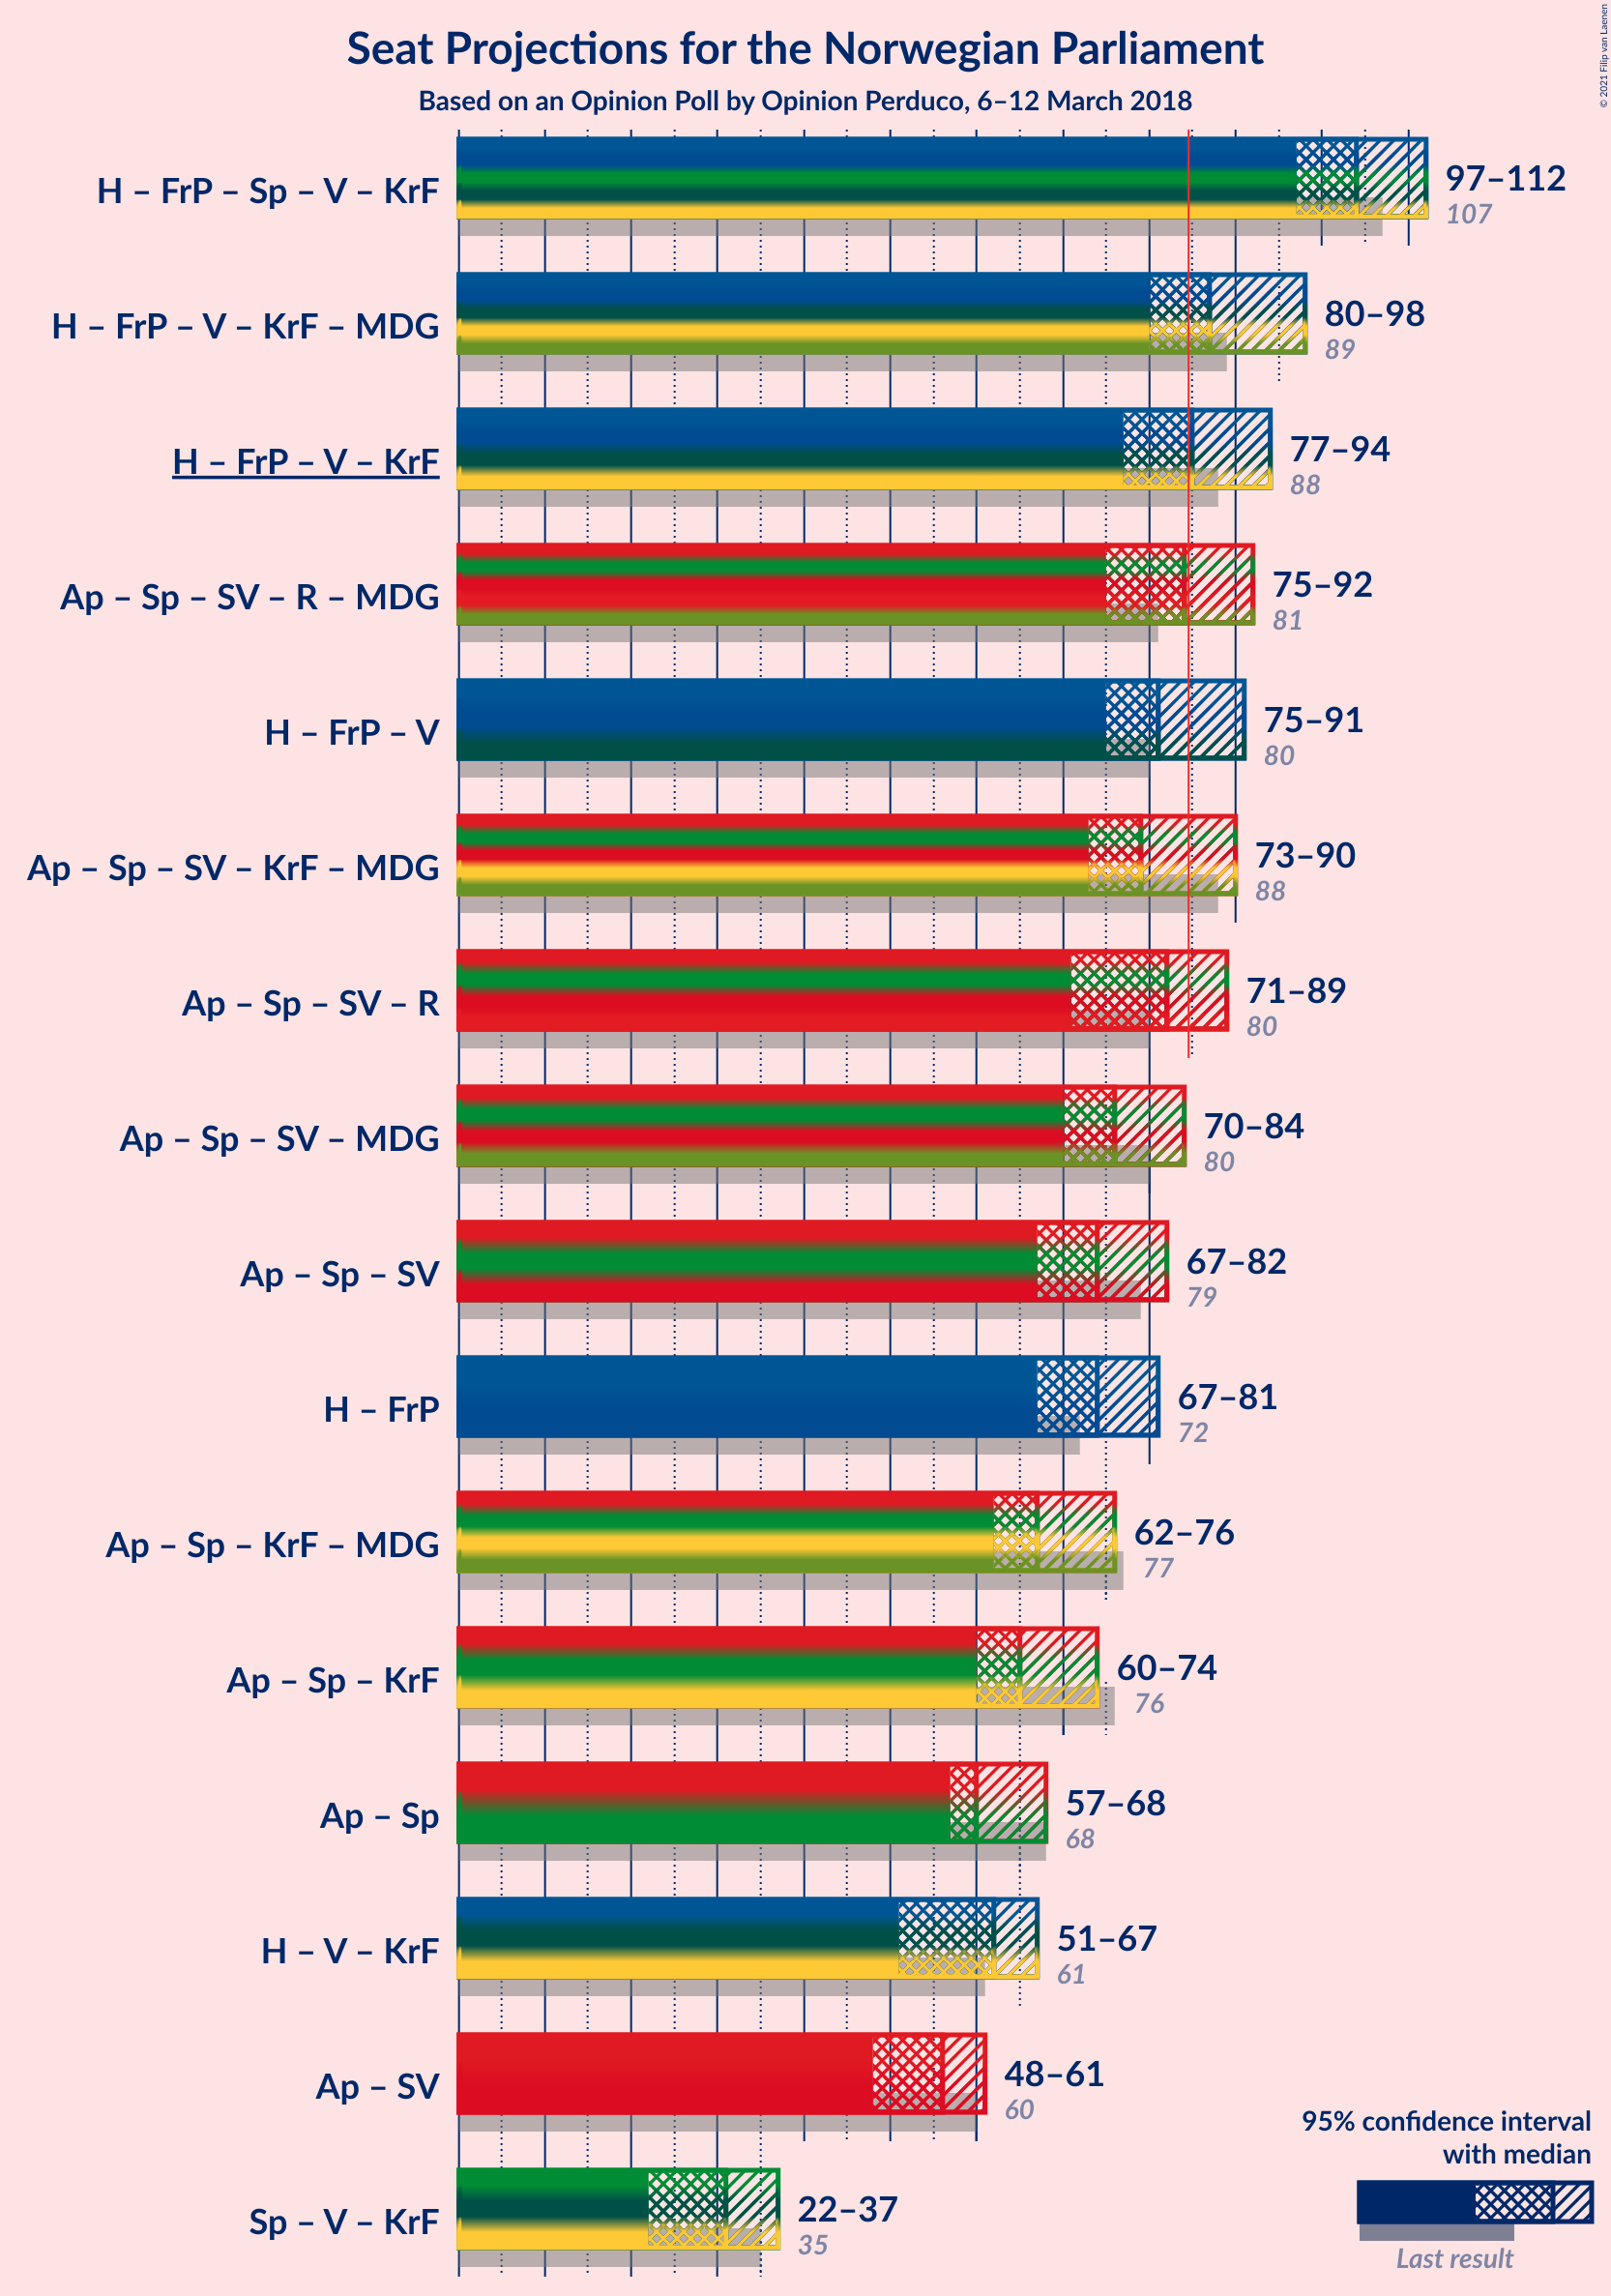 Seat Projections for the Norwegian Parliament
Based on an Opinion Poll by Opinion Perduco, 6–12 March 2018
© 2021 Filip van Laenen
H – FrP – Sp – V – KrF
97–112
107
H – FrP – V – KrF – MDG
80–98
89
H – FrP – V – KrF
77–94
88
Ap – Sp – SV – R – MDG
75–92
81
H – FrP – V
75–91
80
Ap – Sp – SV – KrF – MDG
73–90
88
Ap – Sp – SV – R
71–89
80
Ap – Sp – SV – MDG
70–84
80
Ap – Sp – SV
67–82
79
H – FrP
67–81
72
Ap – Sp – KrF – MDG
62–76
77
Ap – Sp – KrF
60–74
76
Ap – Sp
57–68
68
H – V – KrF
51–67
61
Ap – SV
48–61
60
Sp – V – KrF
22–37
35
95% confidence interval
with median
Last result